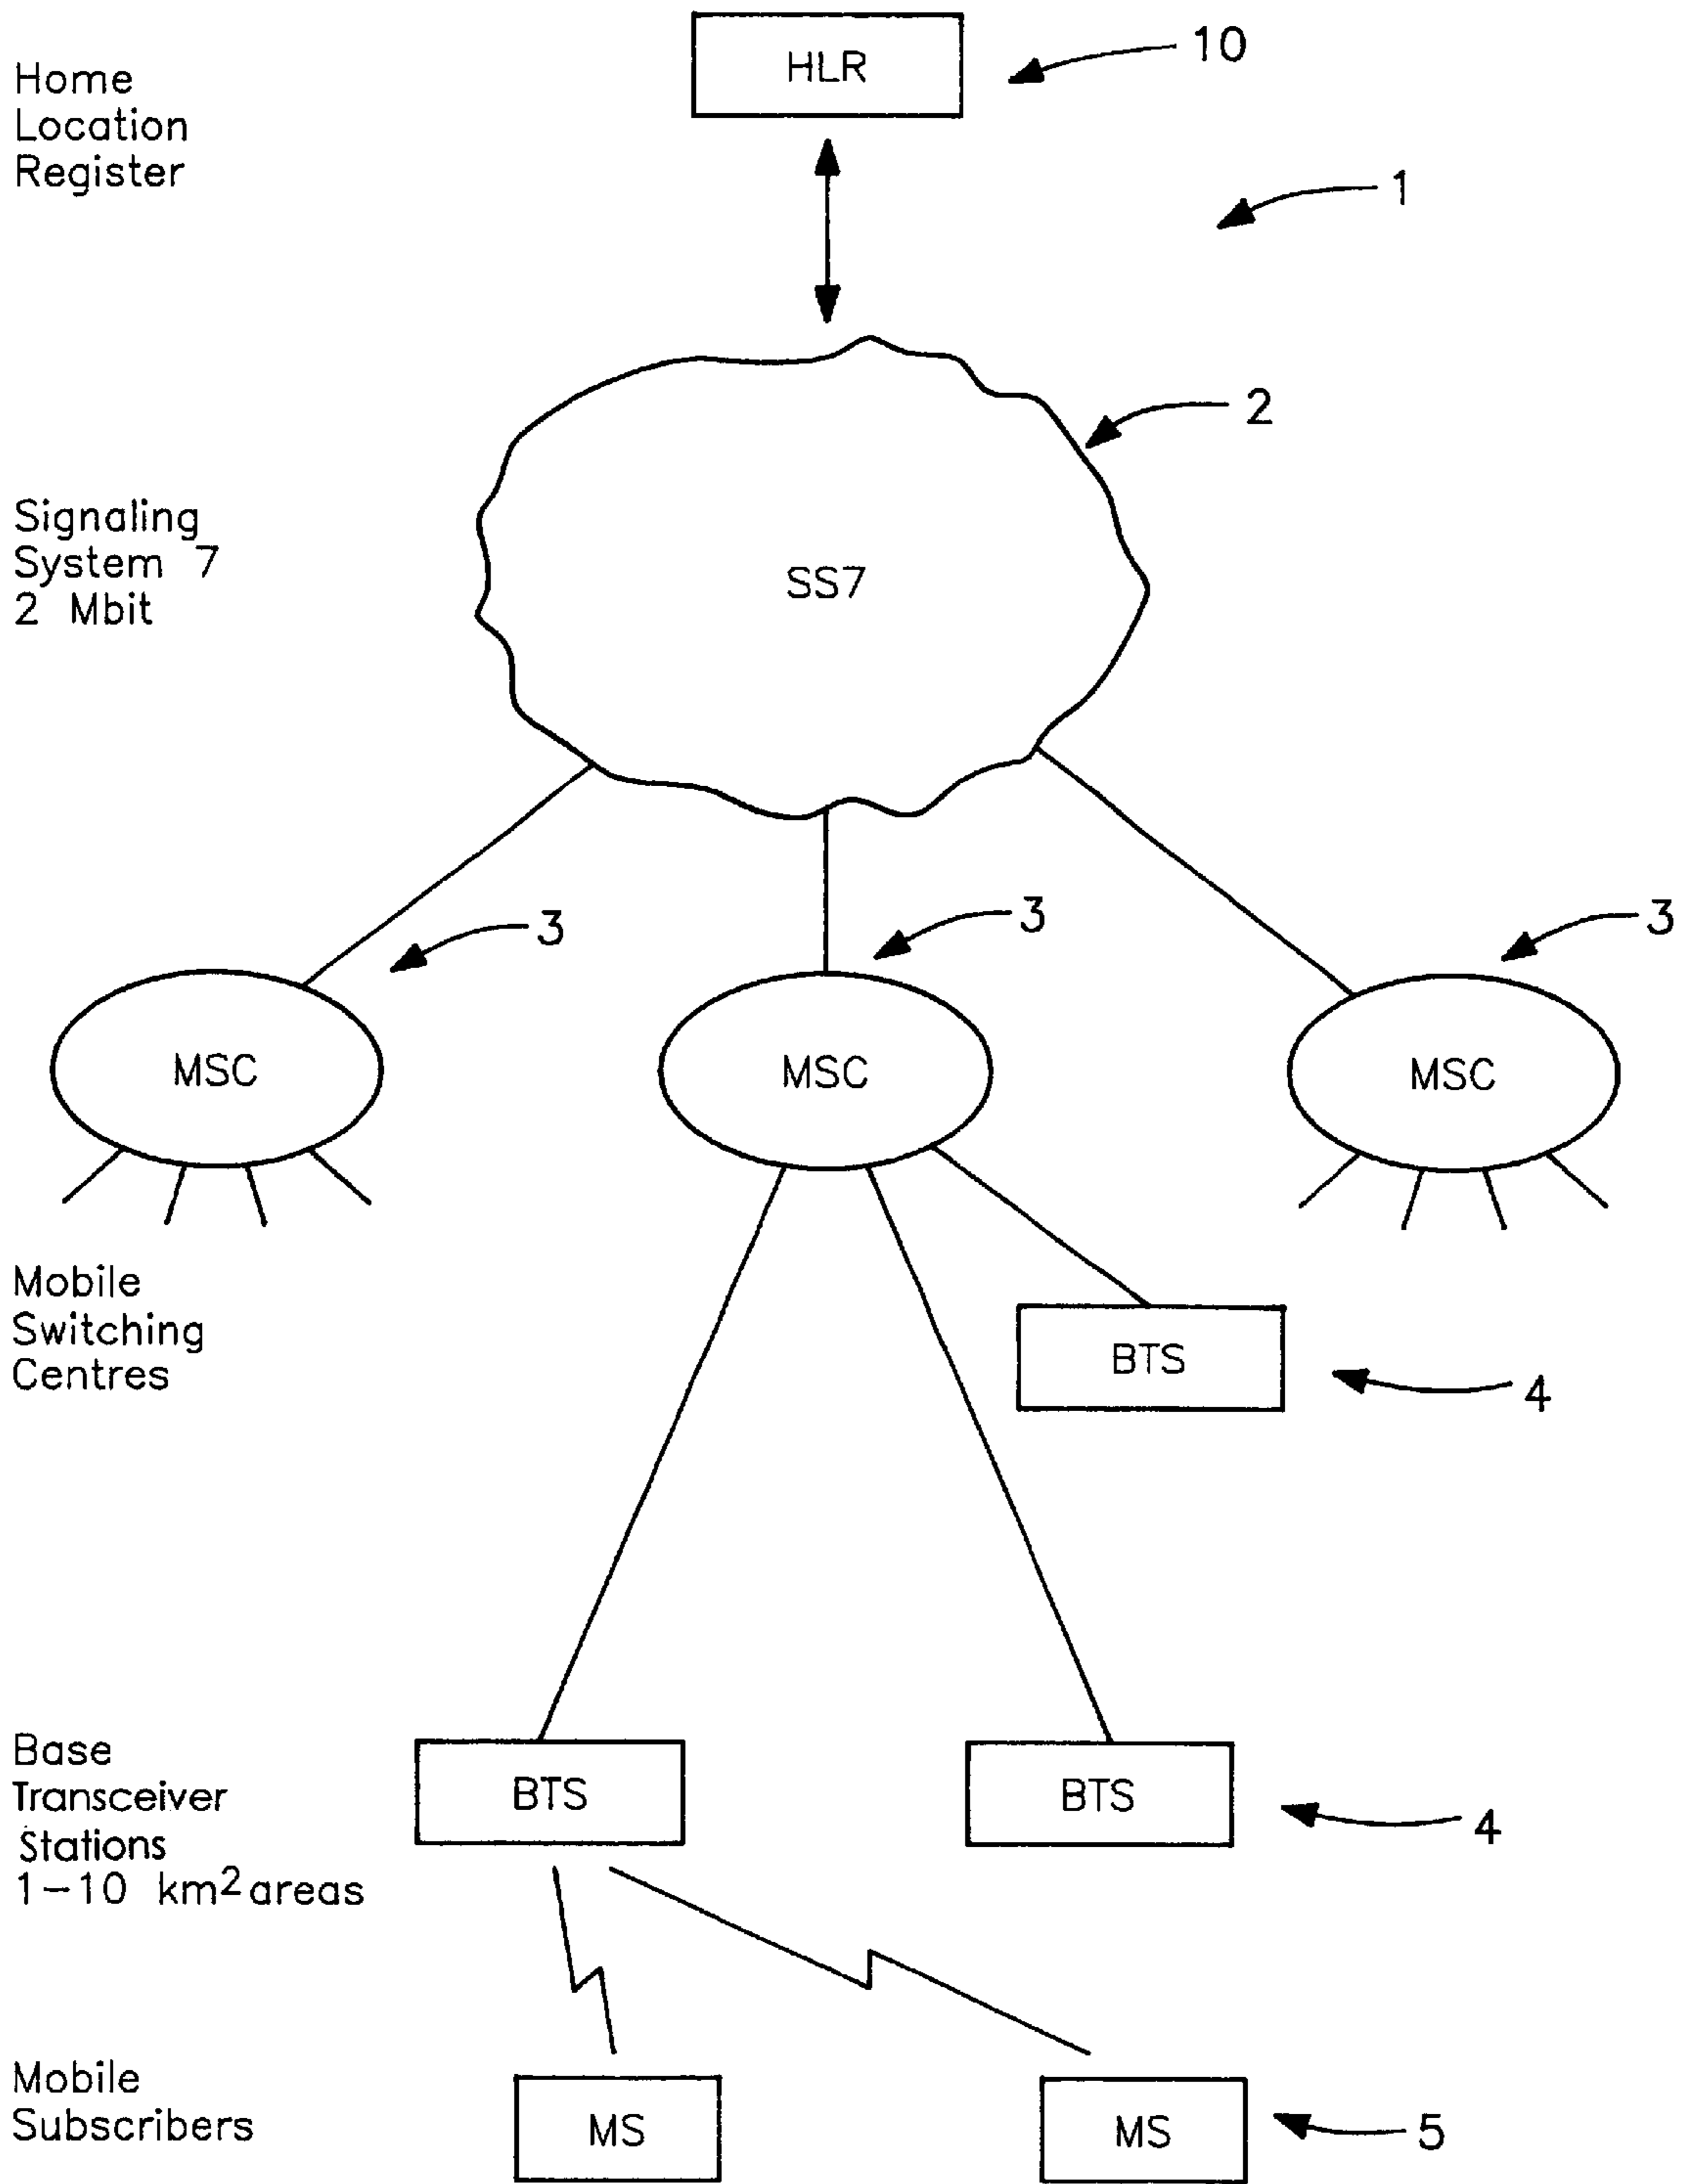 HLR
10
Home
Location
Register
1
2
Signaling
System 7
2 Mbit
SS7
3
3
3
MSC
MSC
MSC
Mobile
Switching
Centres
BTS
4
Base
Transceiver
Stations
1-10 km² areas
BTS
BTS
4
Mobile
Subscribers
MS
MS
5